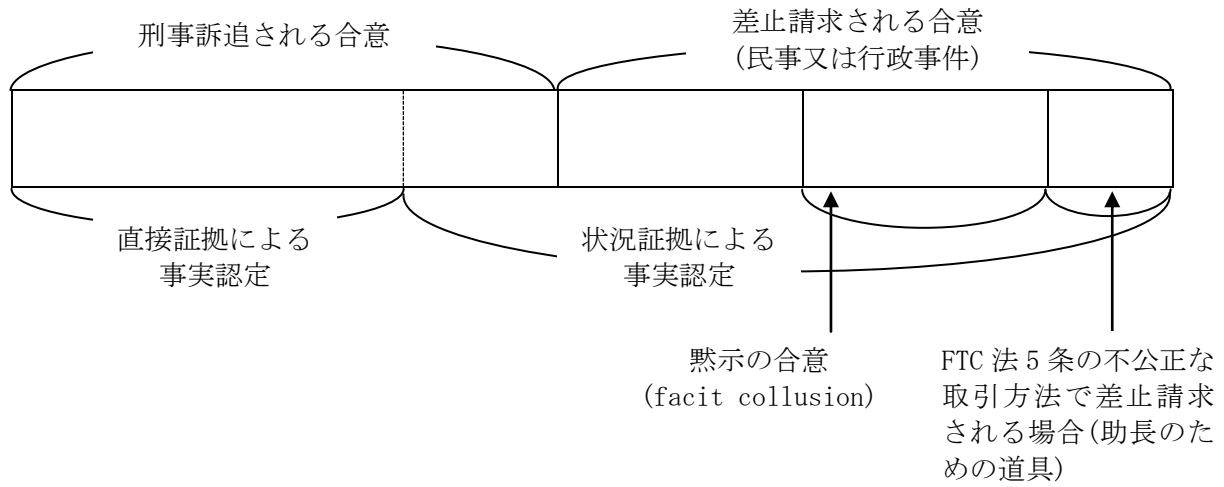 刑事訴追される合意
差止請求される合意
(民事又は行政事件)
直接証拠による
事実認定
状況証拠による
事実認定
黙示の合意
(facit collusion)
FTC 法 5 条の不公正な
取引方法で差止請求
される場合(助長のた
めの道具)